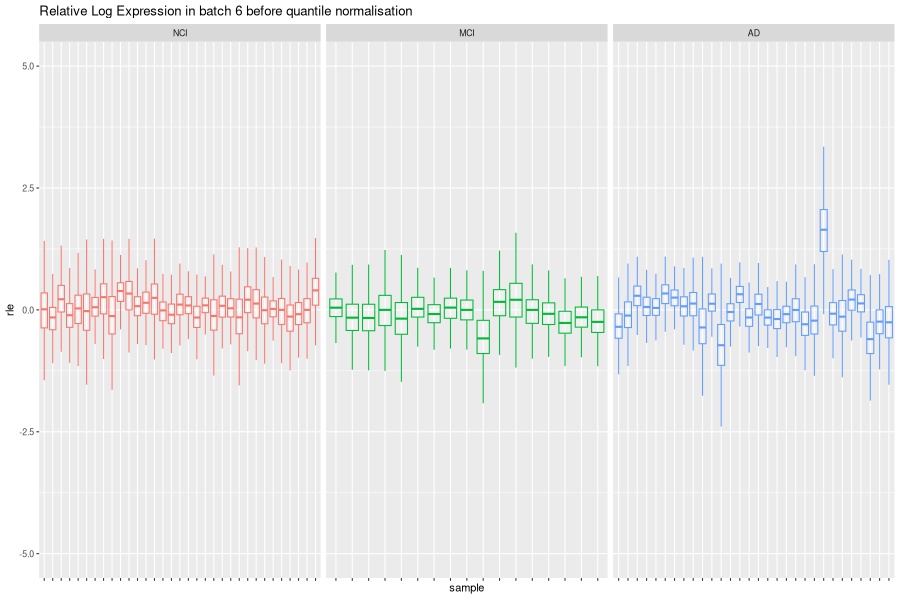 Relative Log Expression in batch 6 before quantile normalisation
NCI
MCI
AD
5.0
2.5
0.0
-2.5
-5.0
rle
sample